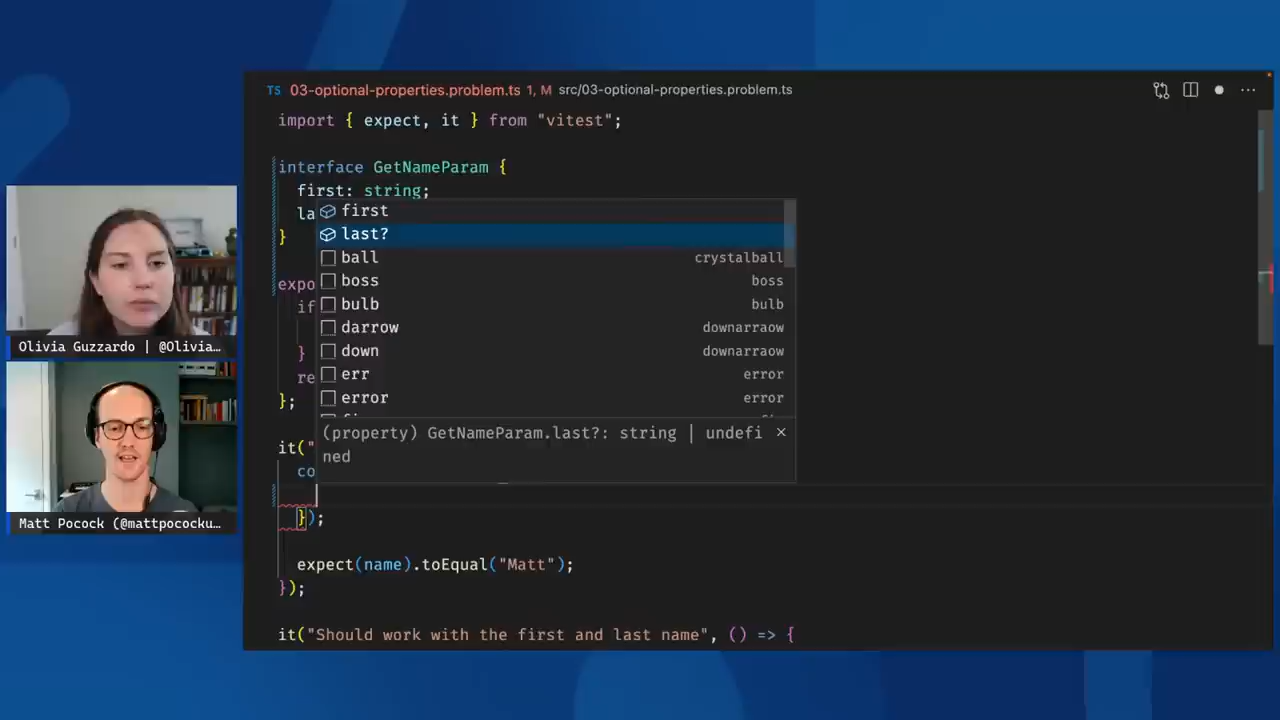 TS 03-optional-properties.problem.ts 1, M src/03-optional-properties.problem.ts
import { expect, it } from "vitest";
interface GetNameParam {
first: string;
la
}
expo
if
}
re
};
it("
co
first
last?
ball crystalball
boss boss
bulb bulb
darrow downarraow
down downarraow
err error
error error
(property) GetNameParam.last?: string | undefi
ned
});
expect(name).toEqual("Matt");
});
it("Should work with the first and last name", () => {
Olivia Guzzardo | @Olivia…
Matt Pocock (@mattpococku…